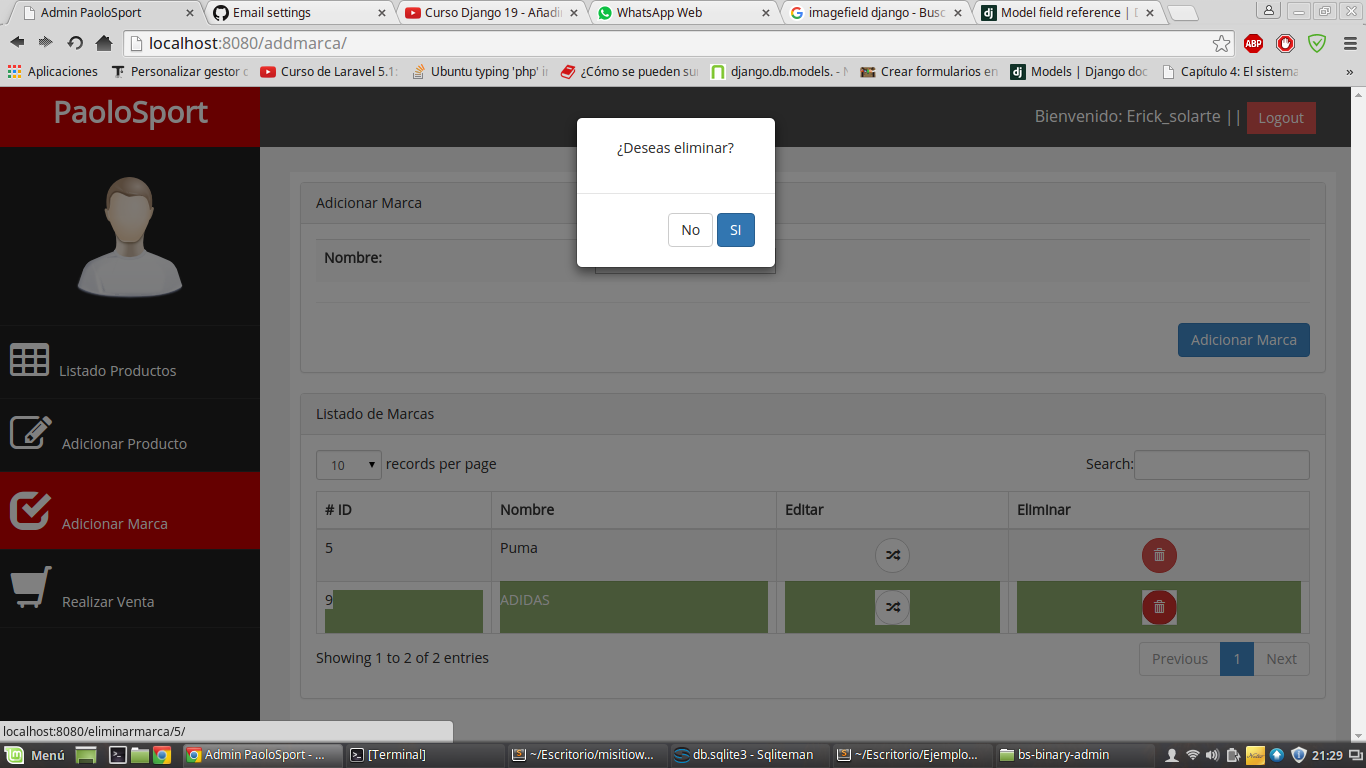 Admin PaoloSport
Email settings
Curso Django 19 - Añadi
WhatsApp Web
imagefield django - Busc
Model field reference | D
localhost:8080/addmarca/
ABP
Aplicaciones
Personalizar gestor d
Curso de Laravel 5.1:
Ubuntu typing 'php' in
¿Cómo se pueden su
django.db.models. - N
Crear formularios en
Models | Django doc
Capítulo 4: El sistema
»
PaoloSport
Bienvenido: Erick_solarte || Logout
¿Deseas eliminar?
No
SI
Adicionar Marca
Nombre:
Adicionar Marca
Listado Productos
Adicionar Producto
Adicionar Marca
Realizar Venta
Listado de Marcas
10 records per page
Search:
# ID Nombre Editar Eliminar
5 Puma
9 ADIDAS
Showing 1 to 2 of 2 entries
Previous 1 Next
localhost:8080/eliminarmarca/5/
Menú
Admin PaoloSport - ...
[Terminal]
~/Escritorio/misitiow...
db.sqlite3 - Sqliteman
~/Escritorio/Ejemplo...
bs-binary-admin
21:29